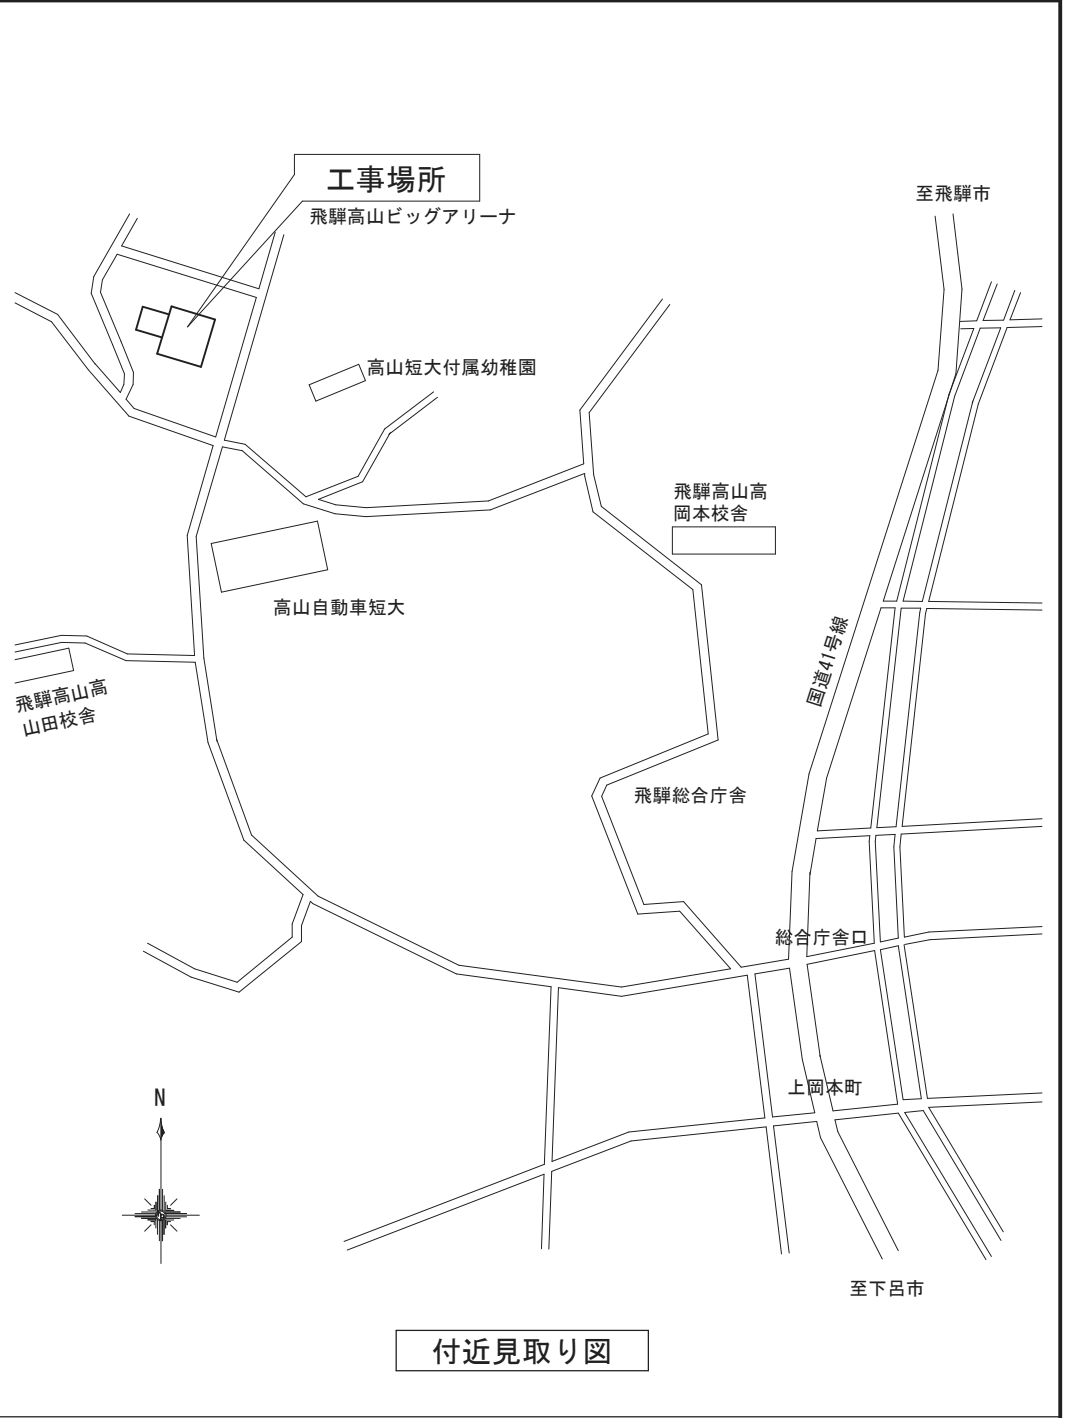 工事場所
飛騨高山ビッグアリーナ
至飛騨市
高山短大付属幼稚園
飛騨高山高
岡本校舎
高山自動車短大
国道41号線
飛騨高山高
山田校舎
飛騨総合庁舎
総合庁舎口
上岡本町
N
至下呂市
付近見取り図